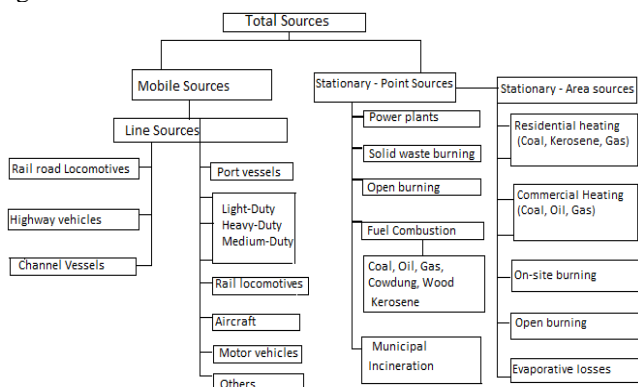 Total Sources
Mobile Sources
Stationary - Point Sources
Stationary - Area sources
Line Sources
Rail road Locomotives
Highway vehicles
Channel Vessels
Port vessels
Light-Duty
Heavy-Duty
Medium-Duty
Rail locomotives
Aircraft
Motor vehicles
Others
Power plants
Solid waste burning
Open burning
Fuel Combustion
Coal, Oil, Gas,
Cowdung, Wood
Kerosene
Municipal
Incineration
Residential heating
(Coal, Kerosene, Gas)
Commercial Heating
(Coal, Oil, Gas)
On-site burning
Open burning
Evaporative losses